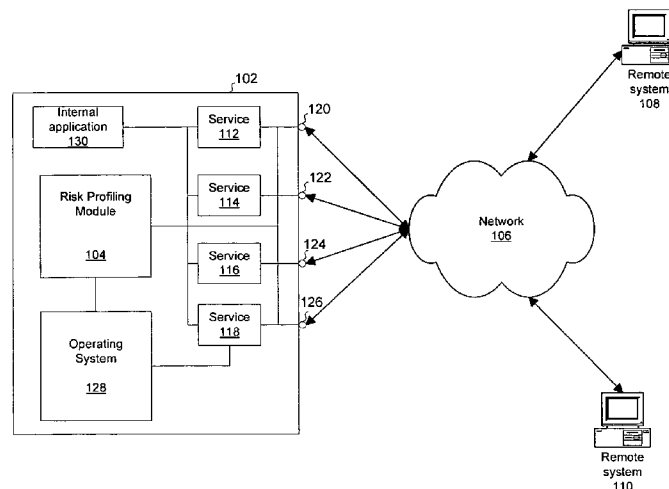 102
Internal
application
130
Service
112
120
Remote
system
108
Risk Profiling
Module
104
Service
114
122
Service
116
124
Network
106
Service
118
126
Operating
System
128
Remote
system
110